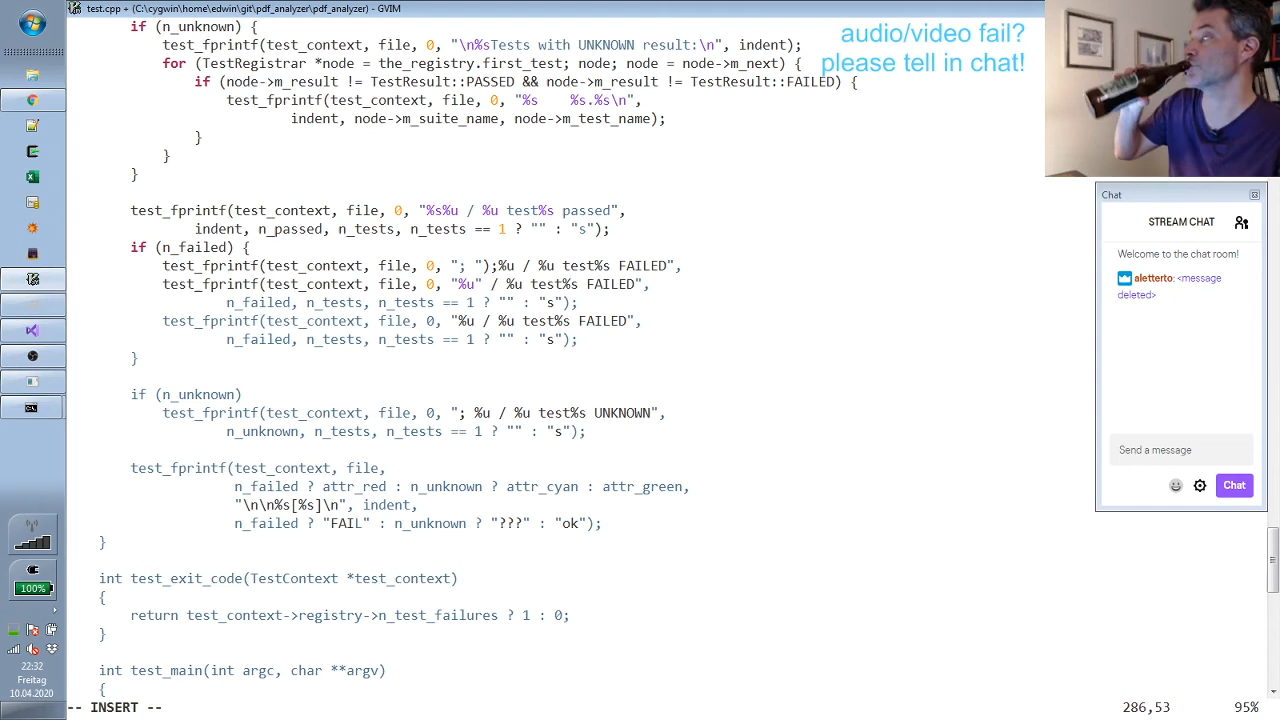 test.cpp + (C:\cygwin\home\edwin\git\pdf_analyzer\pdf_analyzer) - GVIM
if (n_unknown) {
test_fprintf(test_context, file, 0, "\n%sTests with UNKNOWN result:\n", indent);
for (TestRegistrar *node = the_registry.first_test; node; node = node->m_next) {
if (node->m_result != TestResult::PASSED && node->m_result != TestResult::FAILED) {
test_fprintf(test_context, file, 0, "%s    %s.%s\n",
indent, node->m_suite_name, node->m_test_name);
}
}
}
test_fprintf(test_context, file, 0, "%s%u / %u test%s passed",
indent, n_passed, n_tests, n_tests == 1 ? "" : "s");
if (n_failed) {
test_fprintf(test_context, file, 0, "; ");%u / %u test%s FAILED",
test_fprintf(test_context, file, 0, "%u" / %u test%s FAILED",
n_failed, n_tests, n_tests == 1 ? "" : "s");
test_fprintf(test_context, file, 0, "%u / %u test%s FAILED",
n_failed, n_tests, n_tests == 1 ? "" : "s");
}
if (n_unknown)
test_fprintf(test_context, file, 0, "; %u / %u test%s UNKNOWN",
n_unknown, n_tests, n_tests == 1 ? "" : "s");
test_fprintf(test_context, file,
n_failed ? attr_red : n_unknown ? attr_cyan : attr_green,
"\n\n%s[%s]\n", indent,
n_failed ? "FAIL" : n_unknown ? "???" : "ok");
}
int test_exit_code(TestContext *test_context)
{
return test_context->registry->n_test_failures ? 1 : 0;
}
int test_main(int argc, char **argv)
{
-- INSERT --
286,53
95%
audio/video fail?
please tell in chat!
Chat
STREAM CHAT
Welcome to the chat room!
aletterto: <message
deleted>
Send a message
Chat
100%
22:32
Freitag
10.04.2020